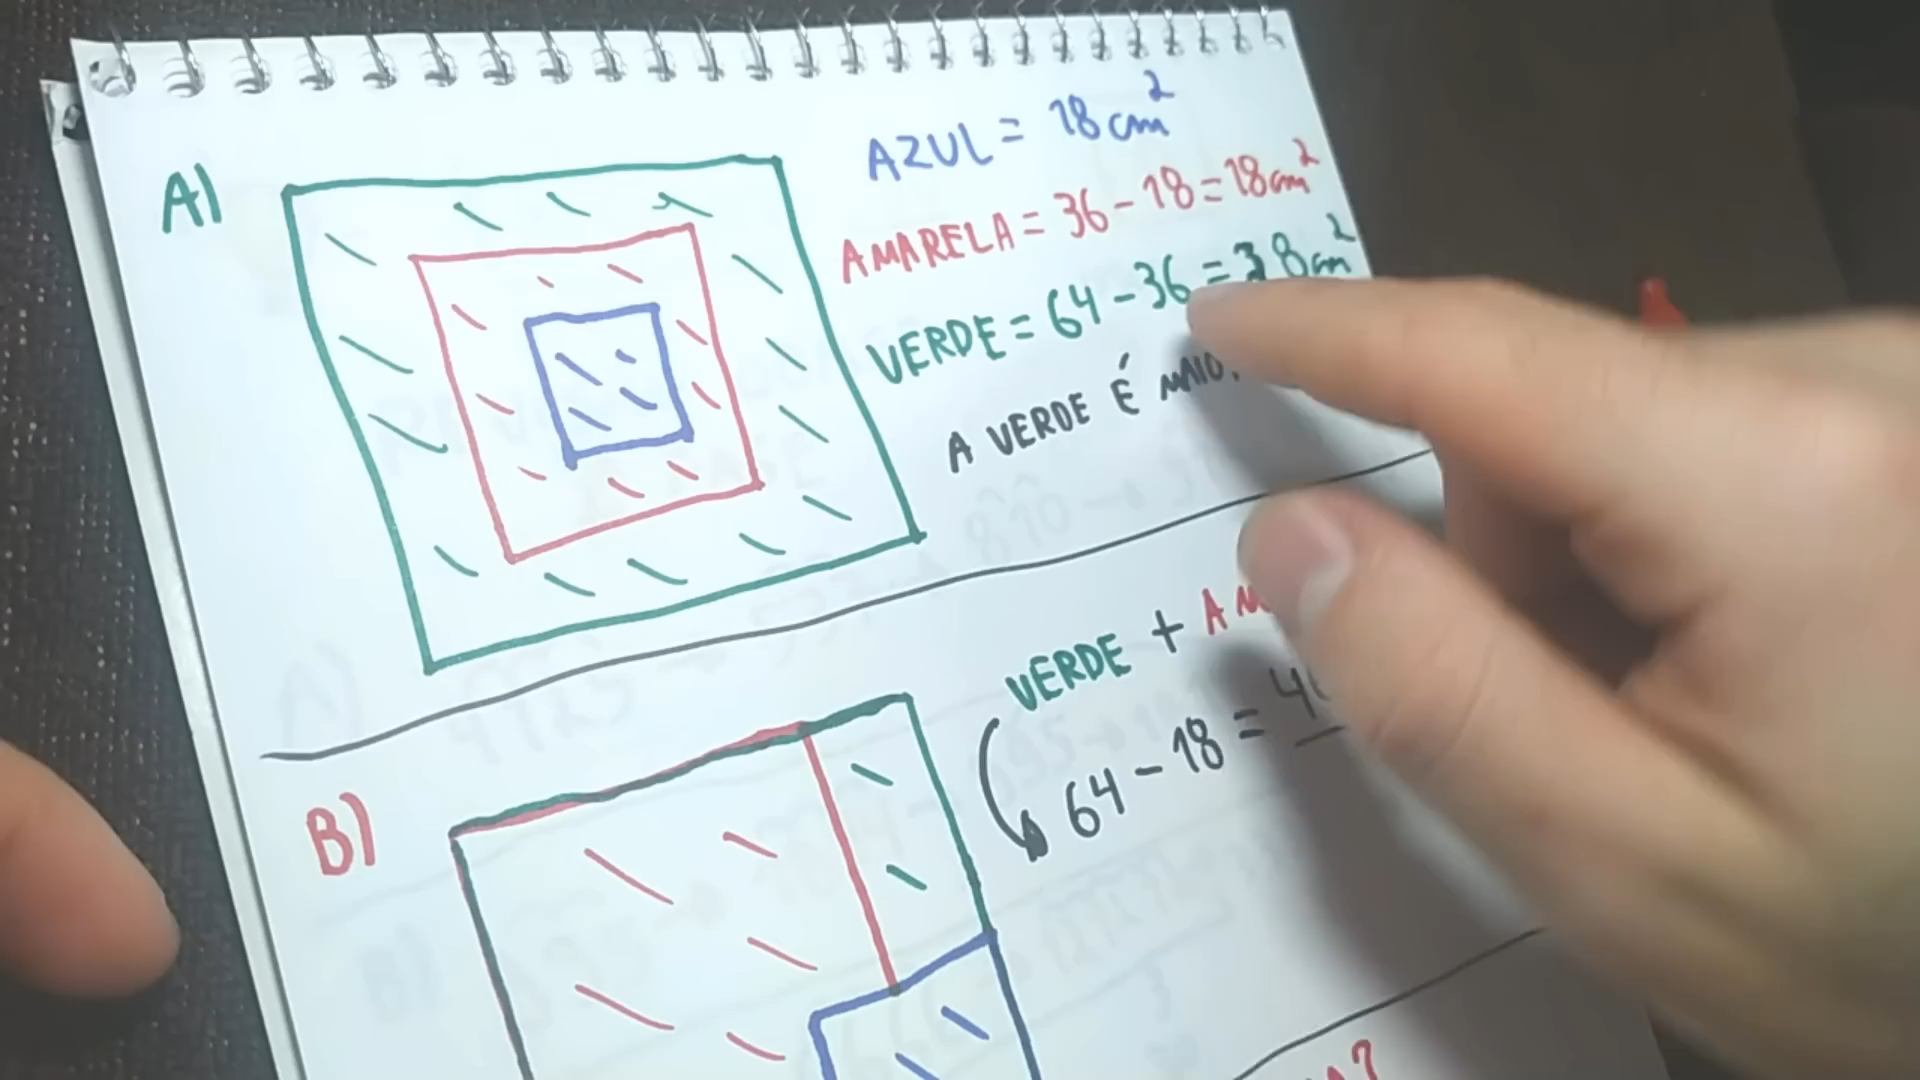 A)
AZUL = 18 cm²
AMARELA = 36 - 18 = 18 cm²
VERDE = 64 - 36 = 28 cm²
A VERDE É
VERDE +
64 - 18 =
B)